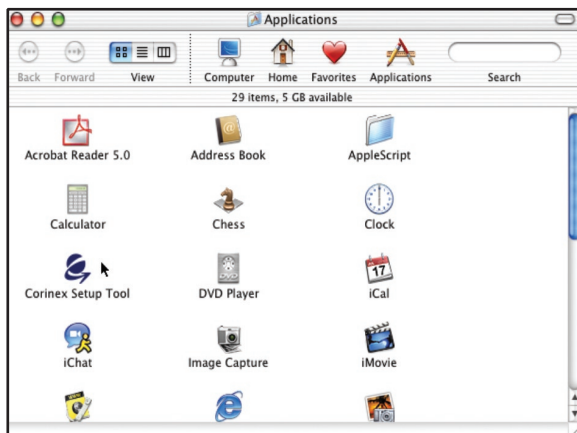 Applications
Back Forward View Computer Home Favorites Applications Search
29 items, 5 GB available
Acrobat Reader 5.0 Address Book AppleScript
Calculator Chess Clock
Corinex Setup Tool DVD Player iCal
17
iChat Image Capture iMovie